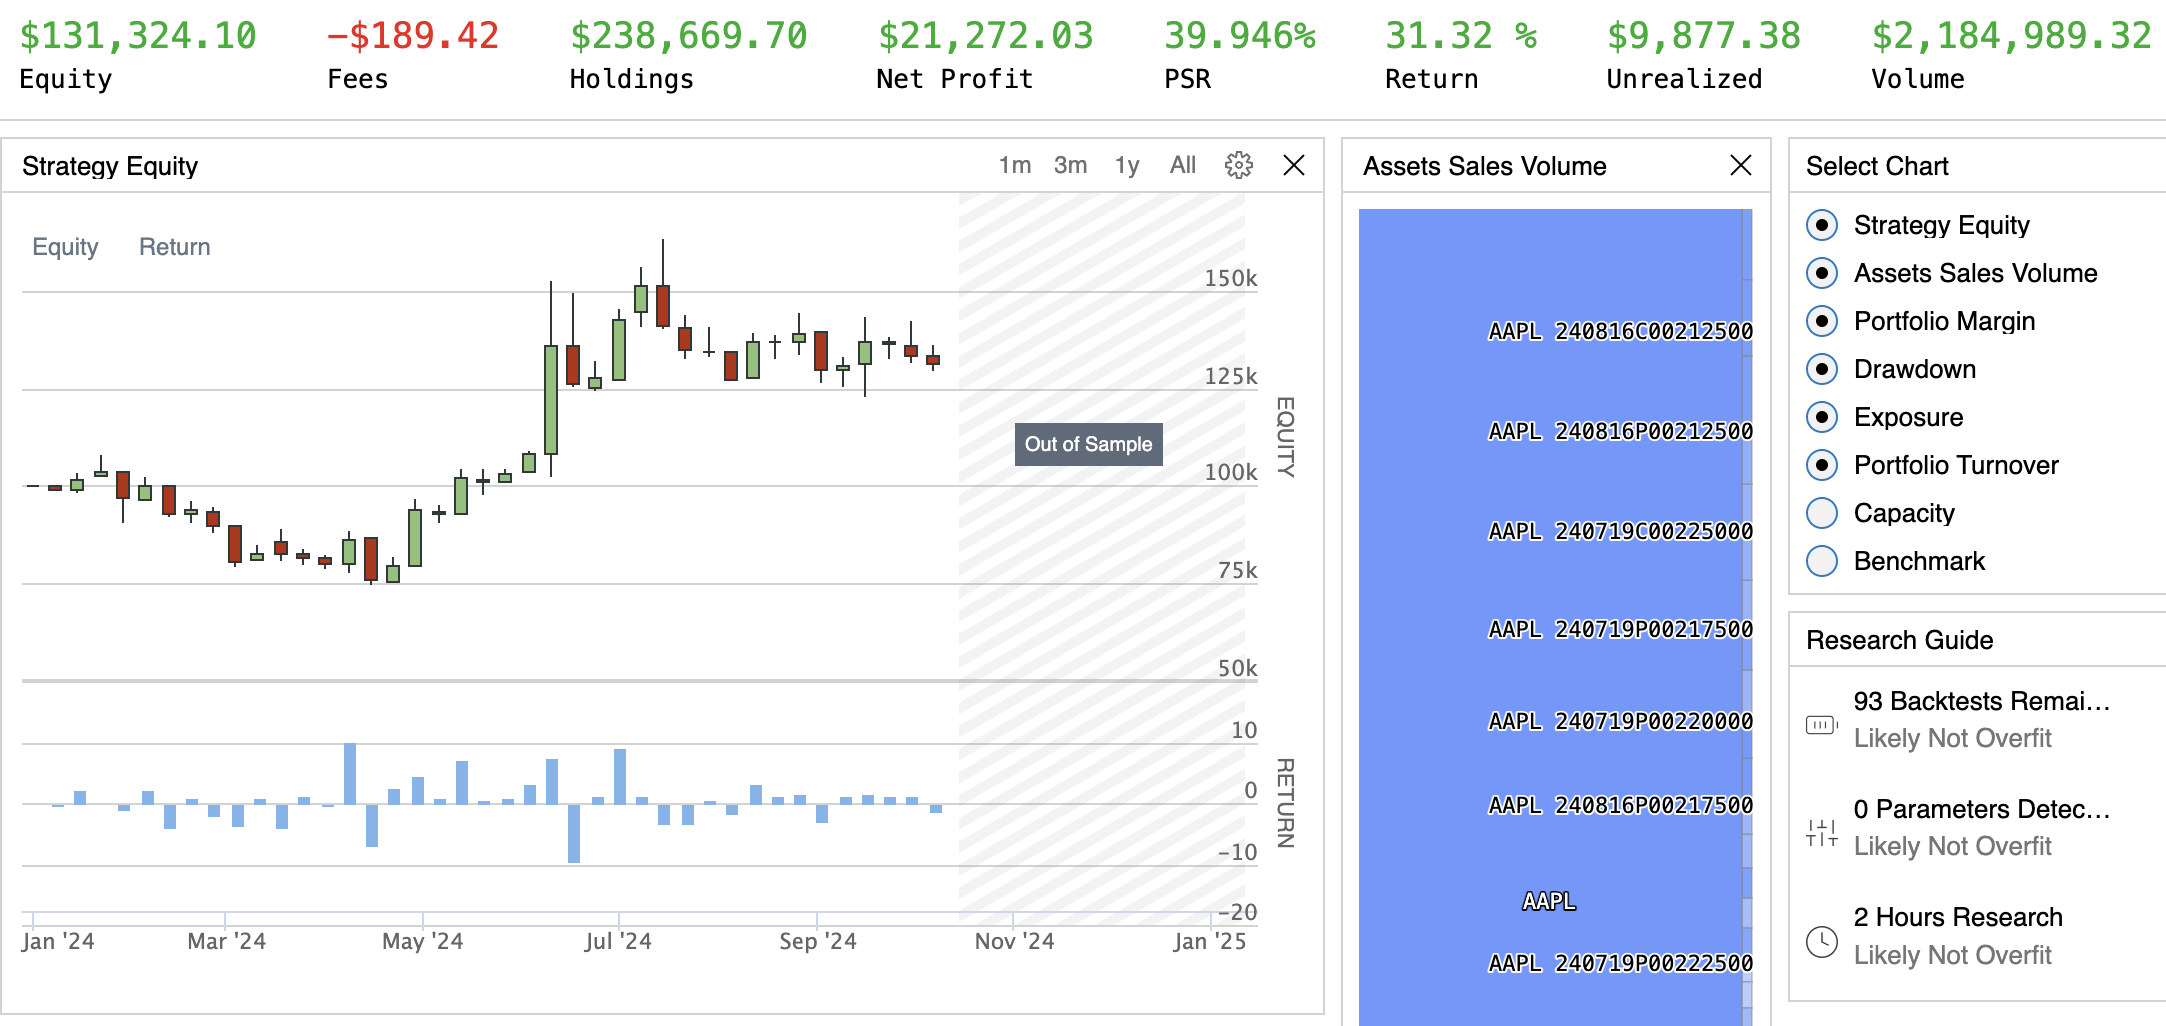 $131,324.10 -$189.42 $238,669.70 $21,272.03 39.946% 31.32 % $9,877.38 $2,184,989.32
Equity Fees Holdings Net Profit PSR Return Unrealized Volume
Strategy Equity 1m 3m 1y All
Equity Return
150k
125k
100k
75k
50k
EQUITY
Out of Sample
10
0
-10
-20
RETURN
Jan '24 Mar '24 May '24 Jul '24 Sep '24 Nov '24 Jan '25
Assets Sales Volume
AAPL 240816C00212500
AAPL 240816P00212500
AAPL 240719C00225000
AAPL 240719P00217500
AAPL 240719P00220000
AAPL 240816P00217500
AAPL
AAPL 240719P00222500
Select Chart
Strategy Equity
Assets Sales Volume
Portfolio Margin
Drawdown
Exposure
Portfolio Turnover
Capacity
Benchmark
Research Guide
93 Backtests Remai...
Likely Not Overfit
0 Parameters Detec...
Likely Not Overfit
2 Hours Research
Likely Not Overfit